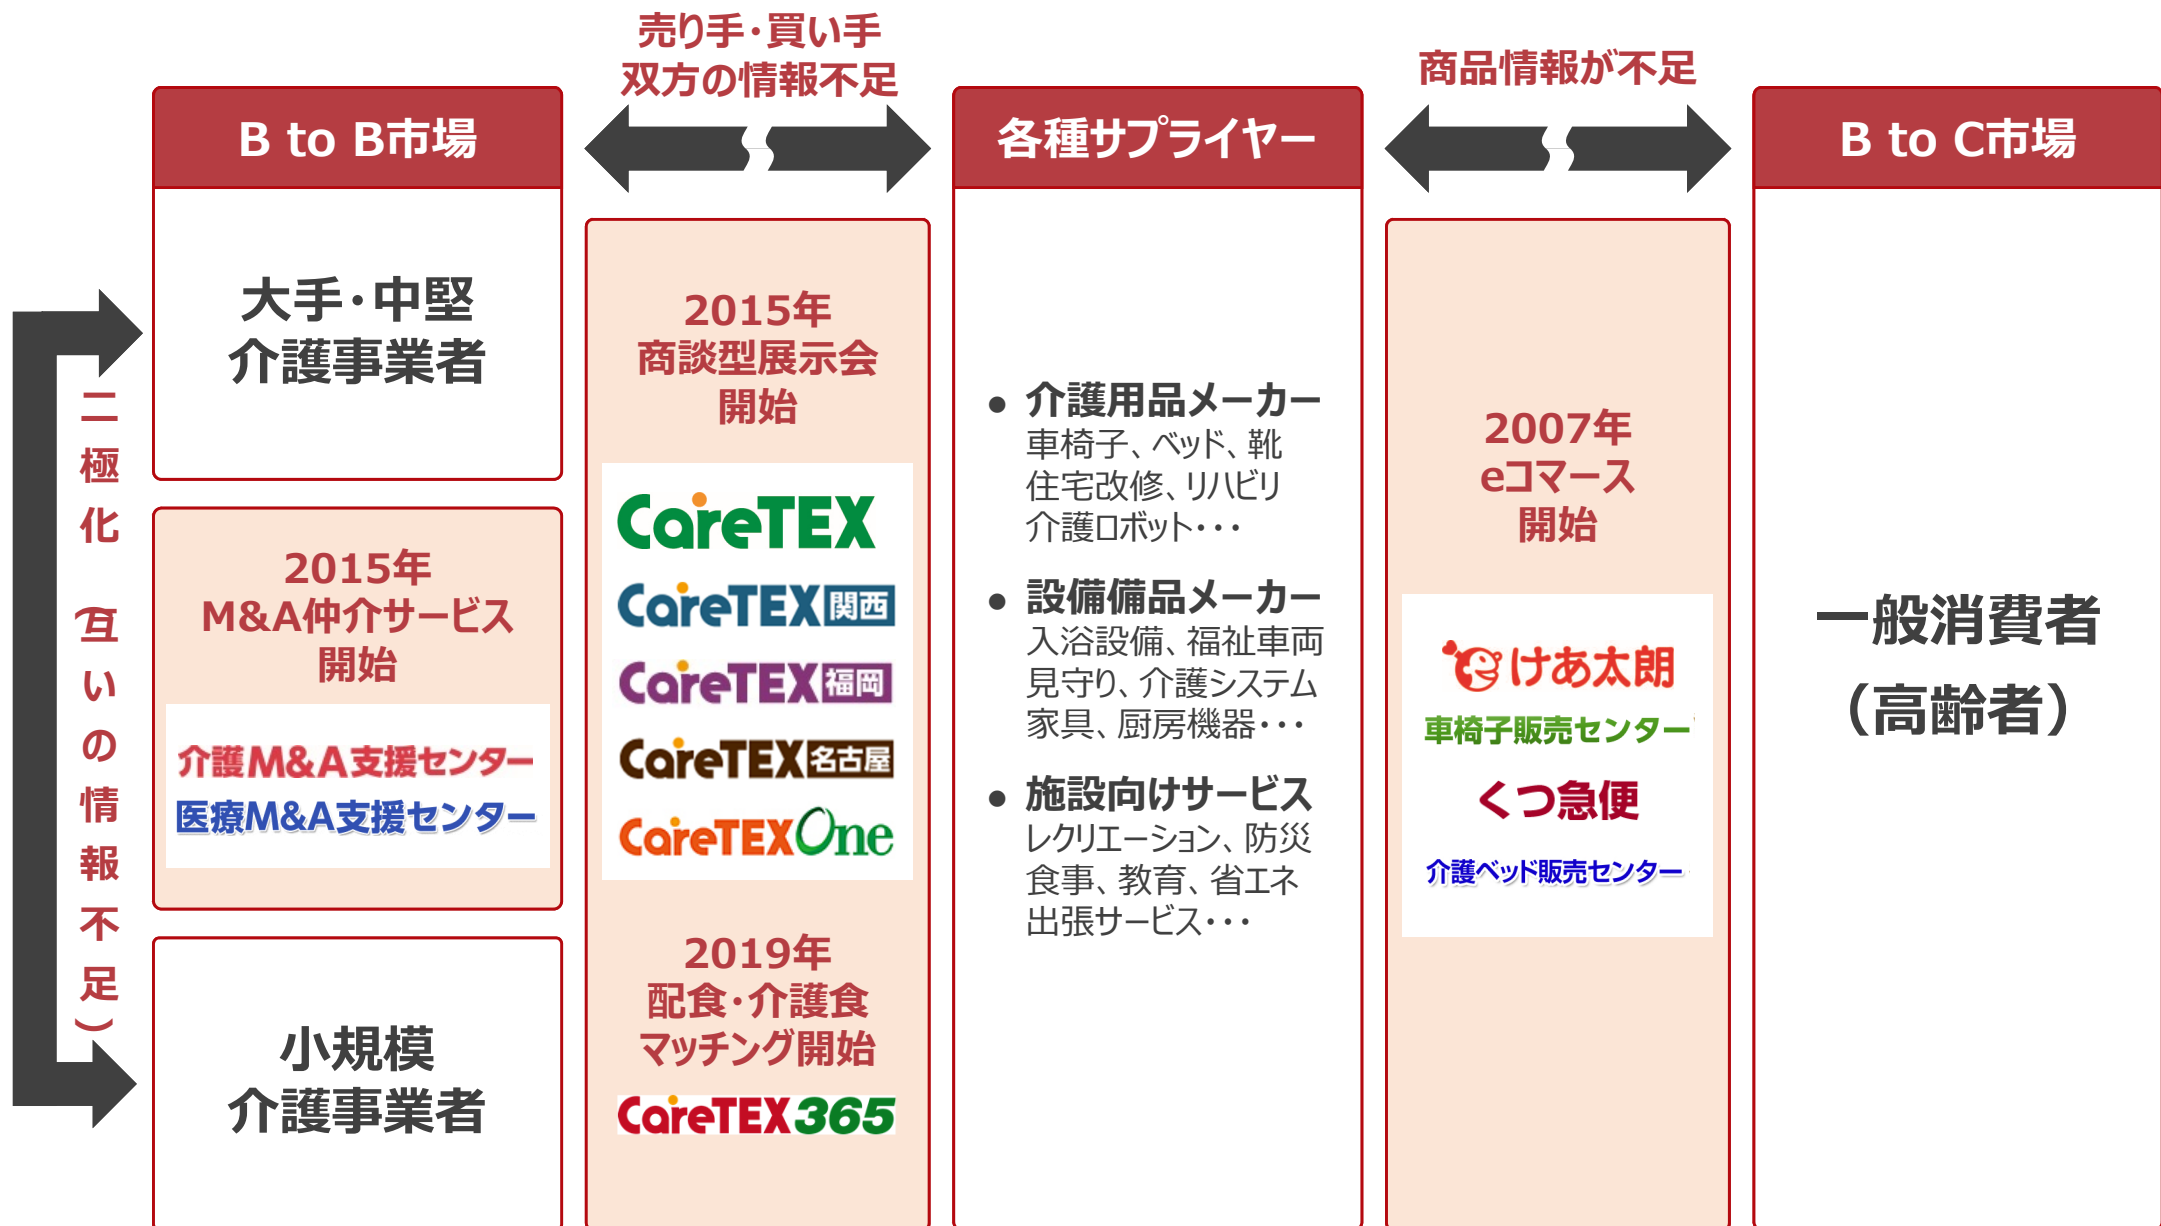 売り手・買い手
双方の情報不足
商品情報が不足
B to B市場
各種サプライヤー
B to C市場
二極化（互いの情報不足）
大手・中堅
介護事業者
2015年
M&A仲介サービス
開始
介護M&A支援センター
医療M&A支援センター
小規模
介護事業者
2015年
商談型展示会
開始
CareTEX
CareTEX関西
CareTEX福岡
CareTEX名古屋
CareTEXOne
2019年
配食・介護食
マッチング開始
CareTEX365
● 介護用品メーカー
車椅子、ベッド、靴
住宅改修、リハビリ
介護ロボット・・・
● 設備備品メーカー
入浴設備、福祉車両
見守り、介護システム
家具、厨房機器・・・
● 施設向けサービス
レクリエーション、防災
食事、教育、省エネ
出張サービス・・・
2007年
eコマース
開始
けあ太朗
車椅子販売センター
くつ急便
介護ベッド販売センター
一般消費者
（高齢者）